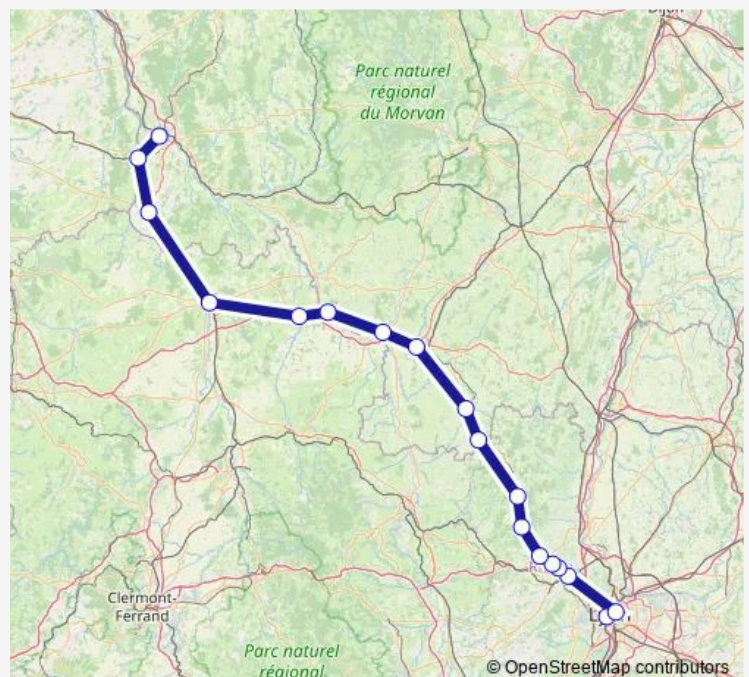 Dijon
Parc naturel
régional
du Morvan
Clermont-
Ferrand
Parc naturel
régional
© OpenStreetMap contributors